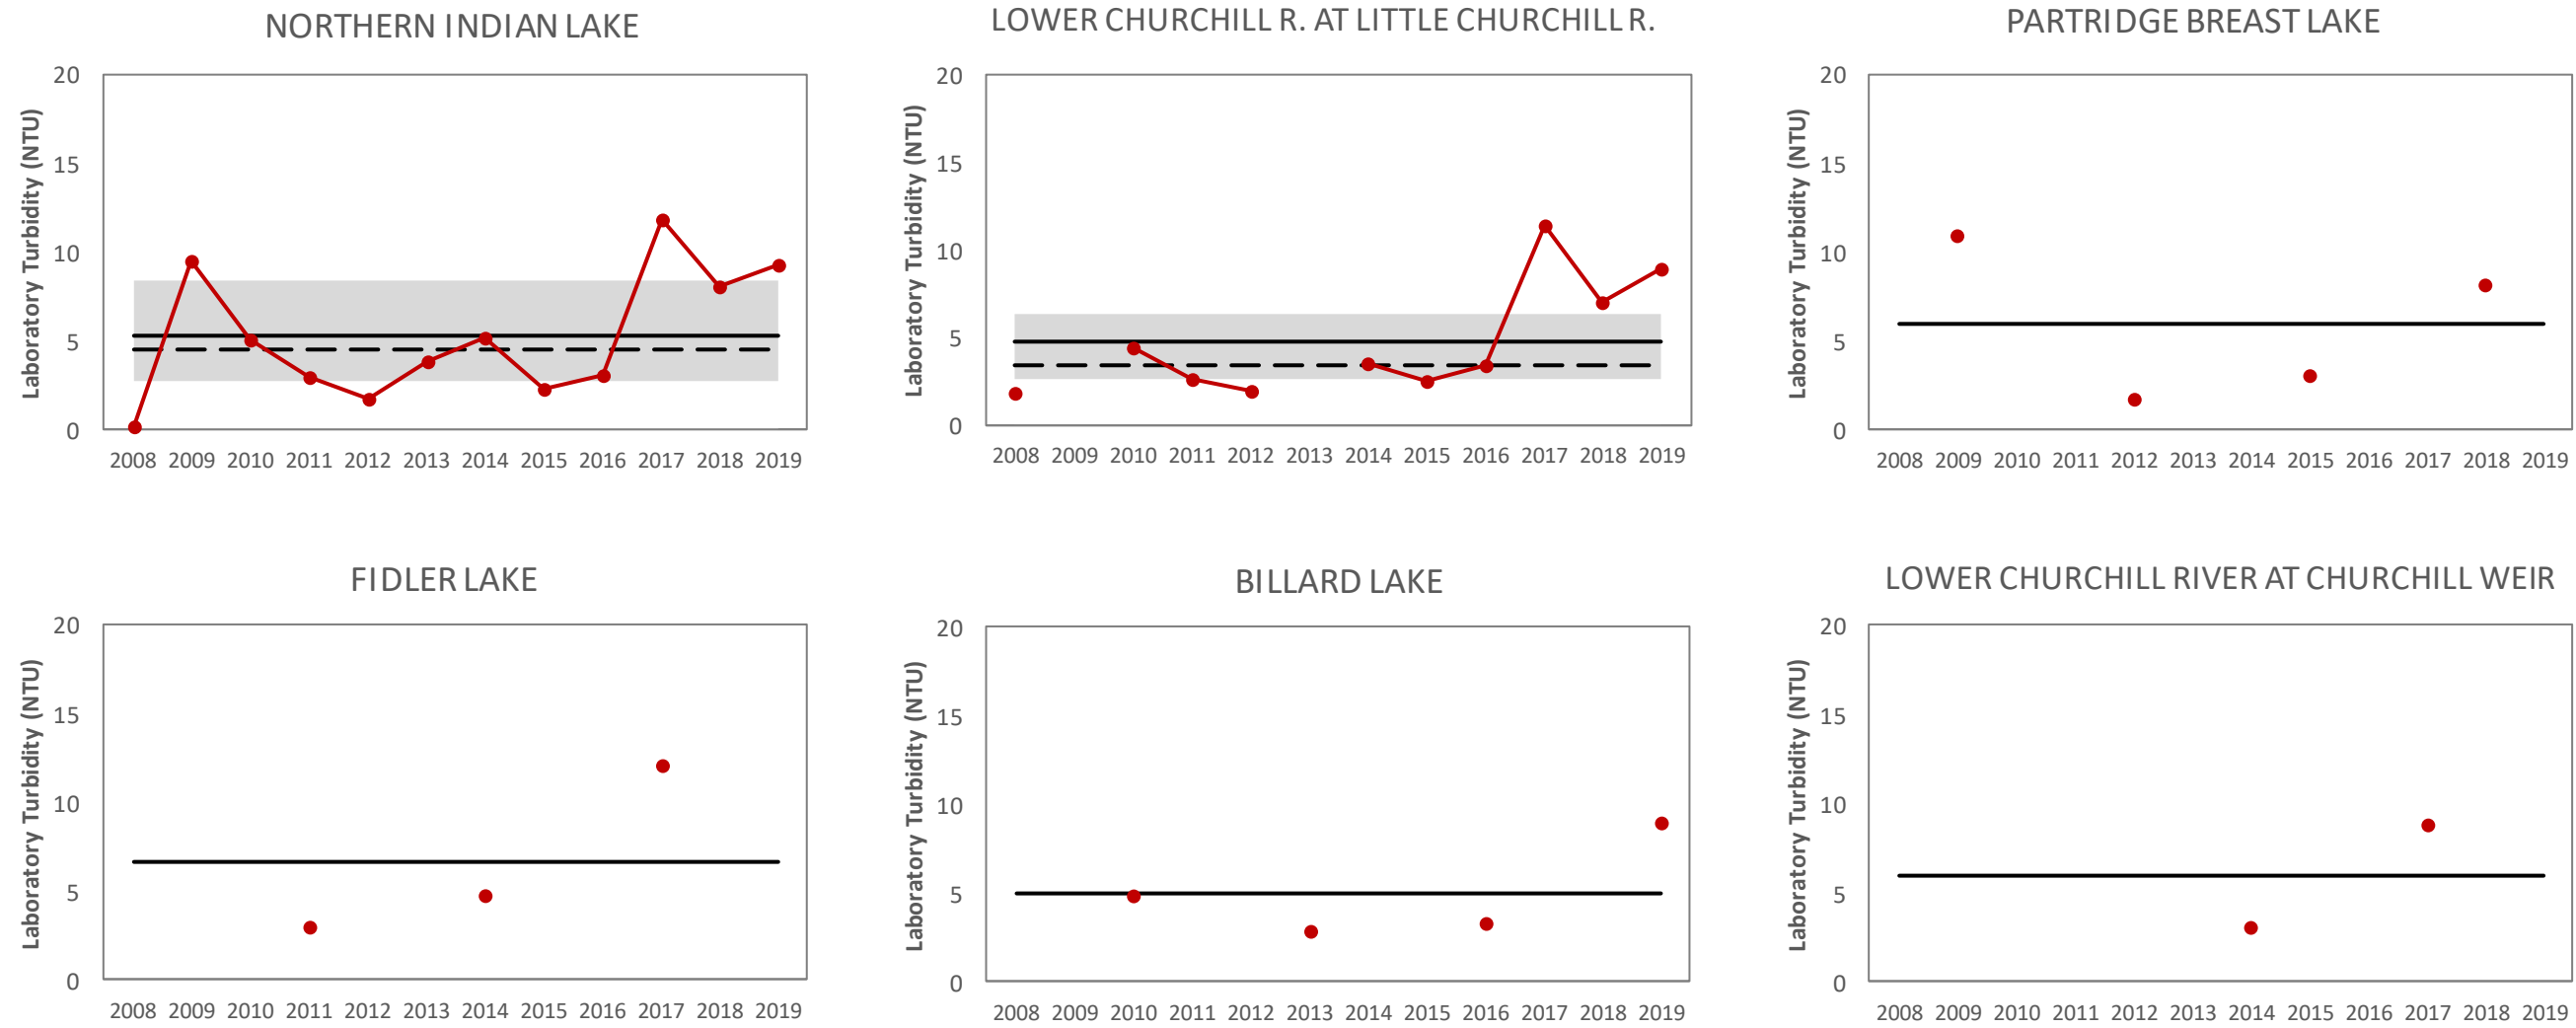 NORTHERN INDIAN LAKE
Laboratory Turbidity (NTU)
20
15
10
5
0
2008 2009 2010 2011 2012 2013 2014 2015 2016 2017 2018 2019
LOWER CHURCHILL R. AT LITTLE CHURCHILL R.
Laboratory Turbidity (NTU)
20
15
10
5
0
2008 2009 2010 2011 2012 2013 2014 2015 2016 2017 2018 2019
PARTRIDGE BREAST LAKE
Laboratory Turbidity (NTU)
20
15
10
5
0
2008 2009 2010 2011 2012 2013 2014 2015 2016 2017 2018 2019
FIDLER LAKE
Laboratory Turbidity (NTU)
20
15
10
5
0
2008 2009 2010 2011 2012 2013 2014 2015 2016 2017 2018 2019
BILLARD LAKE
Laboratory Turbidity (NTU)
20
15
10
5
0
2008 2009 2010 2011 2012 2013 2014 2015 2016 2017 2018 2019
LOWER CHURCHILL RIVER AT CHURCHILL WEIR
Laboratory Turbidity (NTU)
20
15
10
5
0
2008 2009 2010 2011 2012 2013 2014 2015 2016 2017 2018 2019